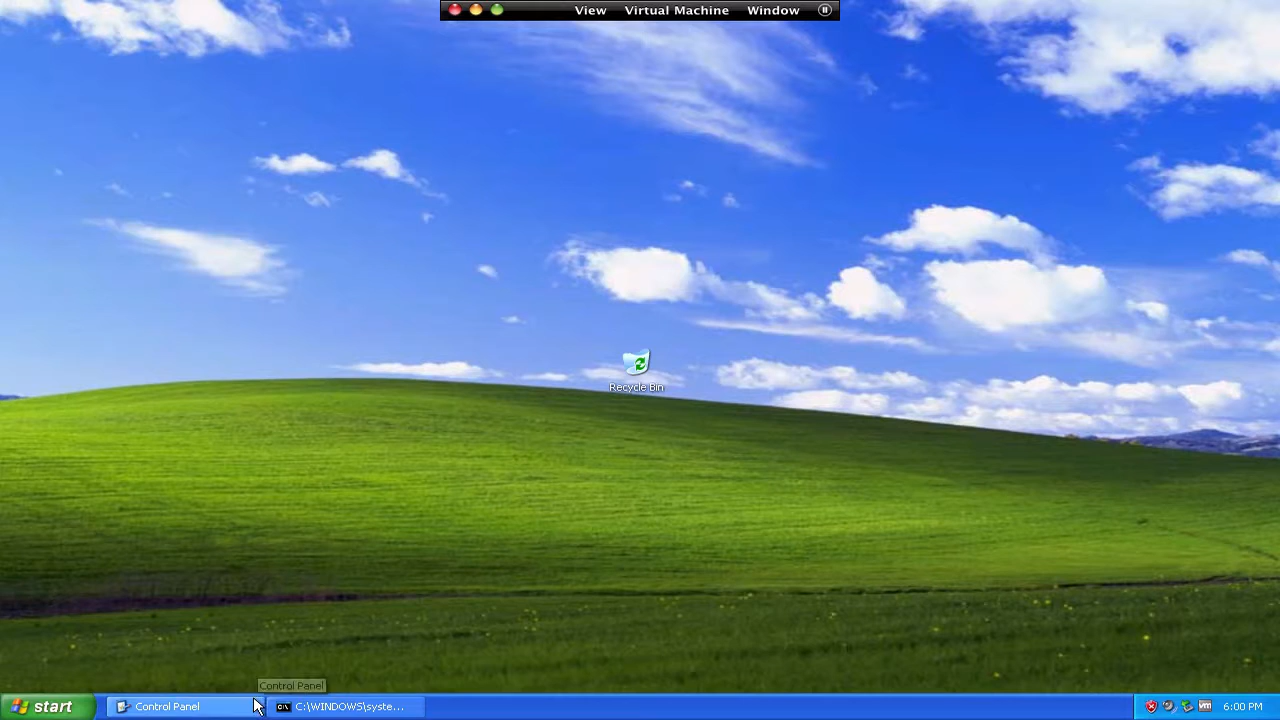 View Virtual Machine Window
Recycle Bin
Control Panel
start Control Panel C:\WINDOWS\syste... 6:00 PM